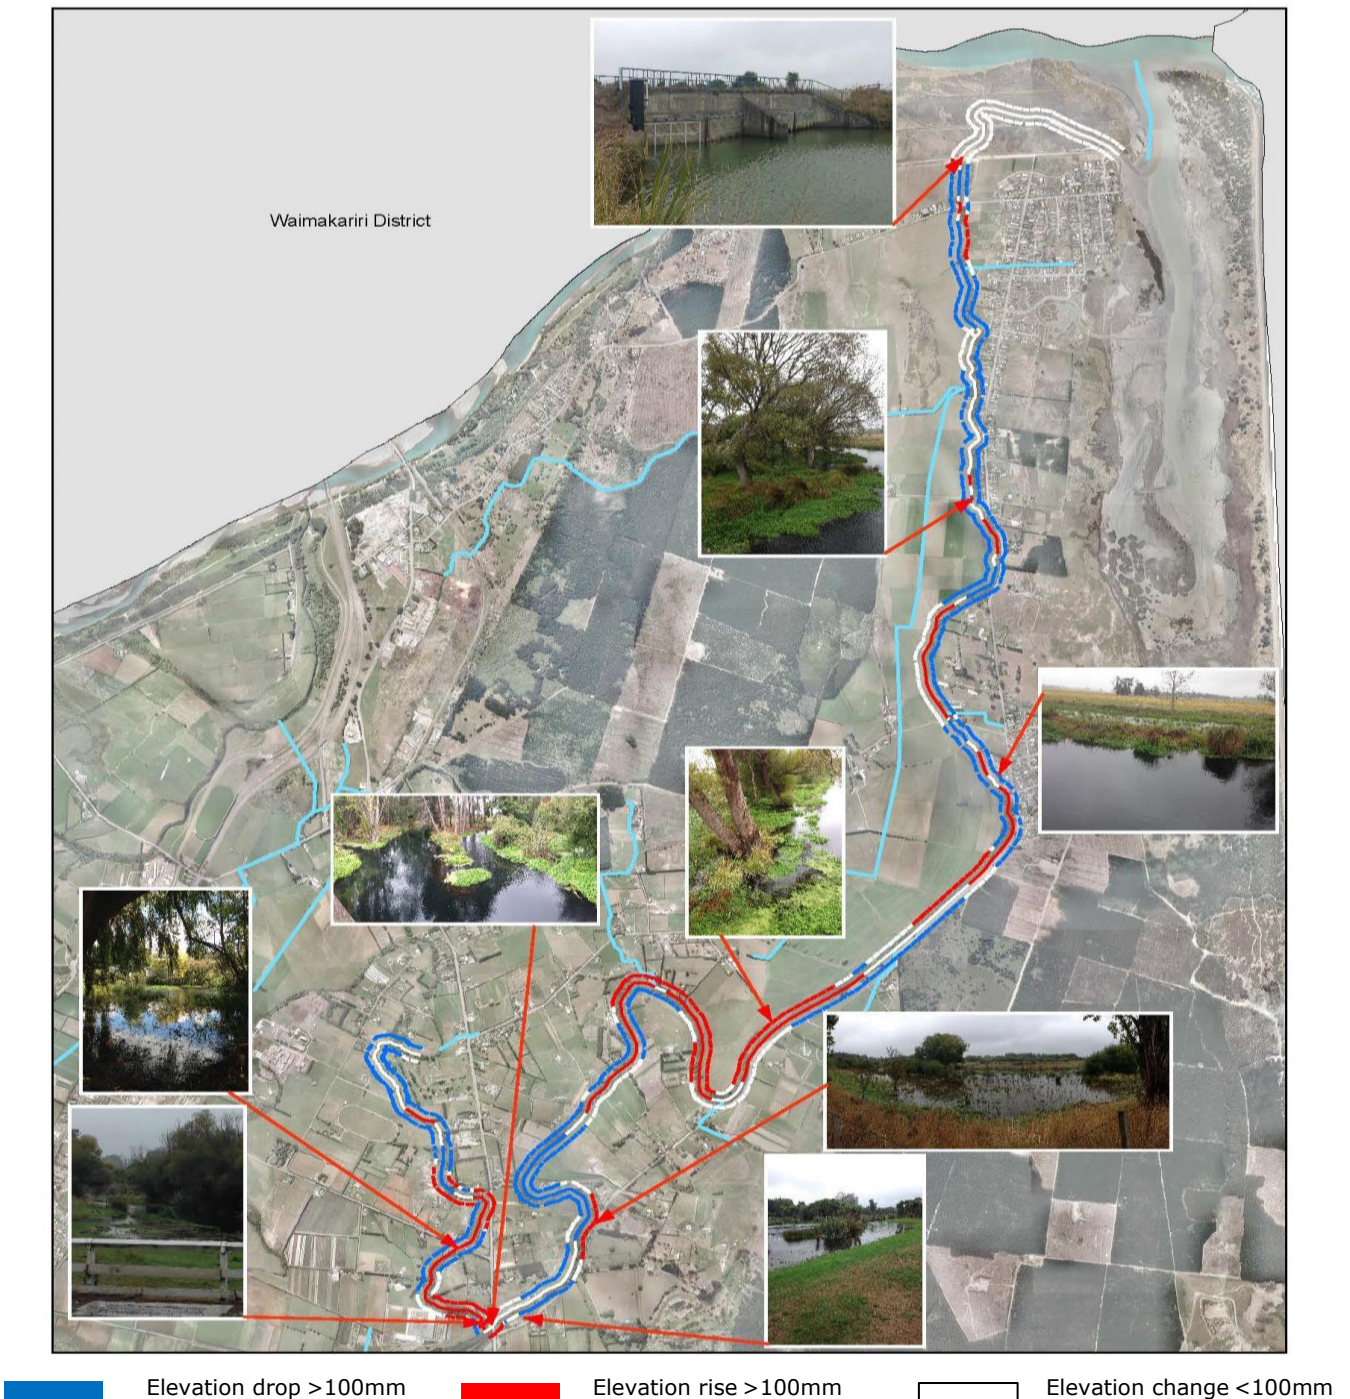 Waimakariri District
Elevation drop >100mm
Elevation rise >100mm
Elevation change <100mm